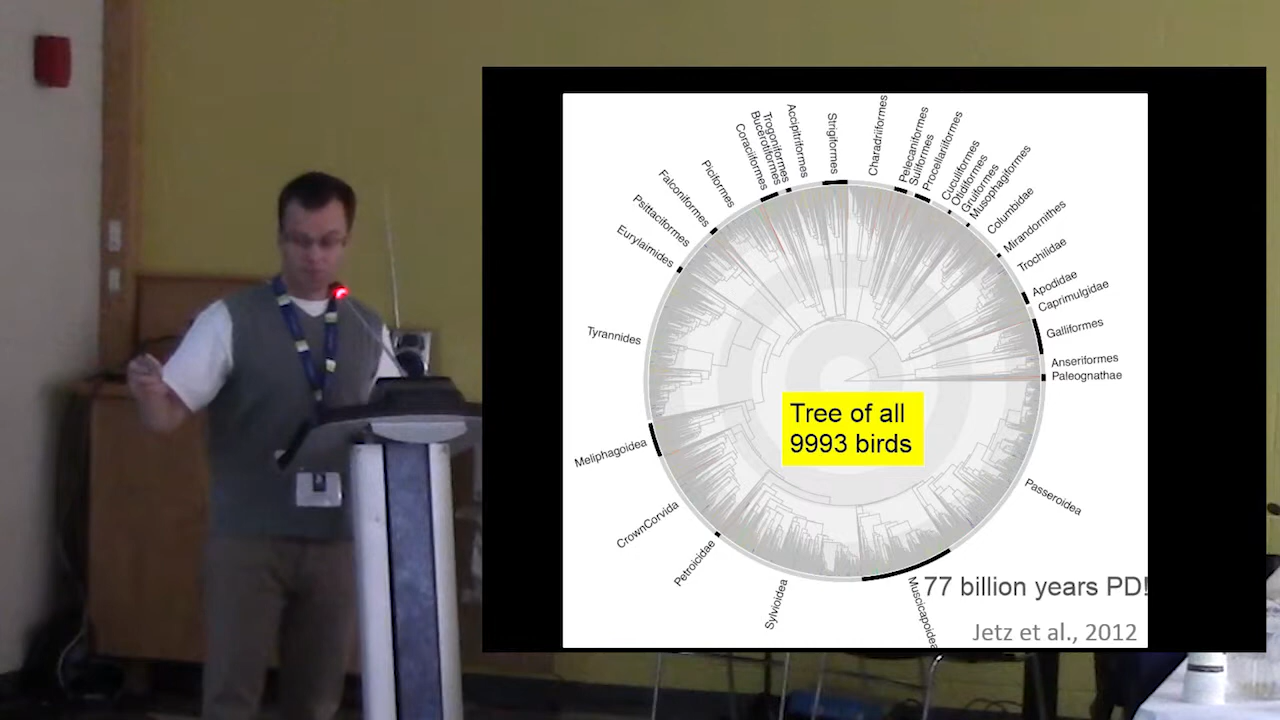 Coraciiformes
Bucerotiformes
Trogoniformes
Accipitriformes
Strigiformes
Charadriiformes
Pelecaniformes
Suliformes
Procellariiformes
Cuculiformes
Otidiformes
Gruiformes
Musophagiformes
Columbidae
Mirandornithes
Trochilidae
Apodidae
Caprimulgidae
Galliformes
Anseriformes
Paleognathae
Piciformes
Falconiformes
Psittaciformes
Eurylaimides
Tyrannides
Meliphagoidea
CrownCorvida
Petroicidae
Sylvioidea
Muscicapoidea
Passeroidea
Tree of all
9993 birds
77 billion years PD!
Jetz et al., 2012